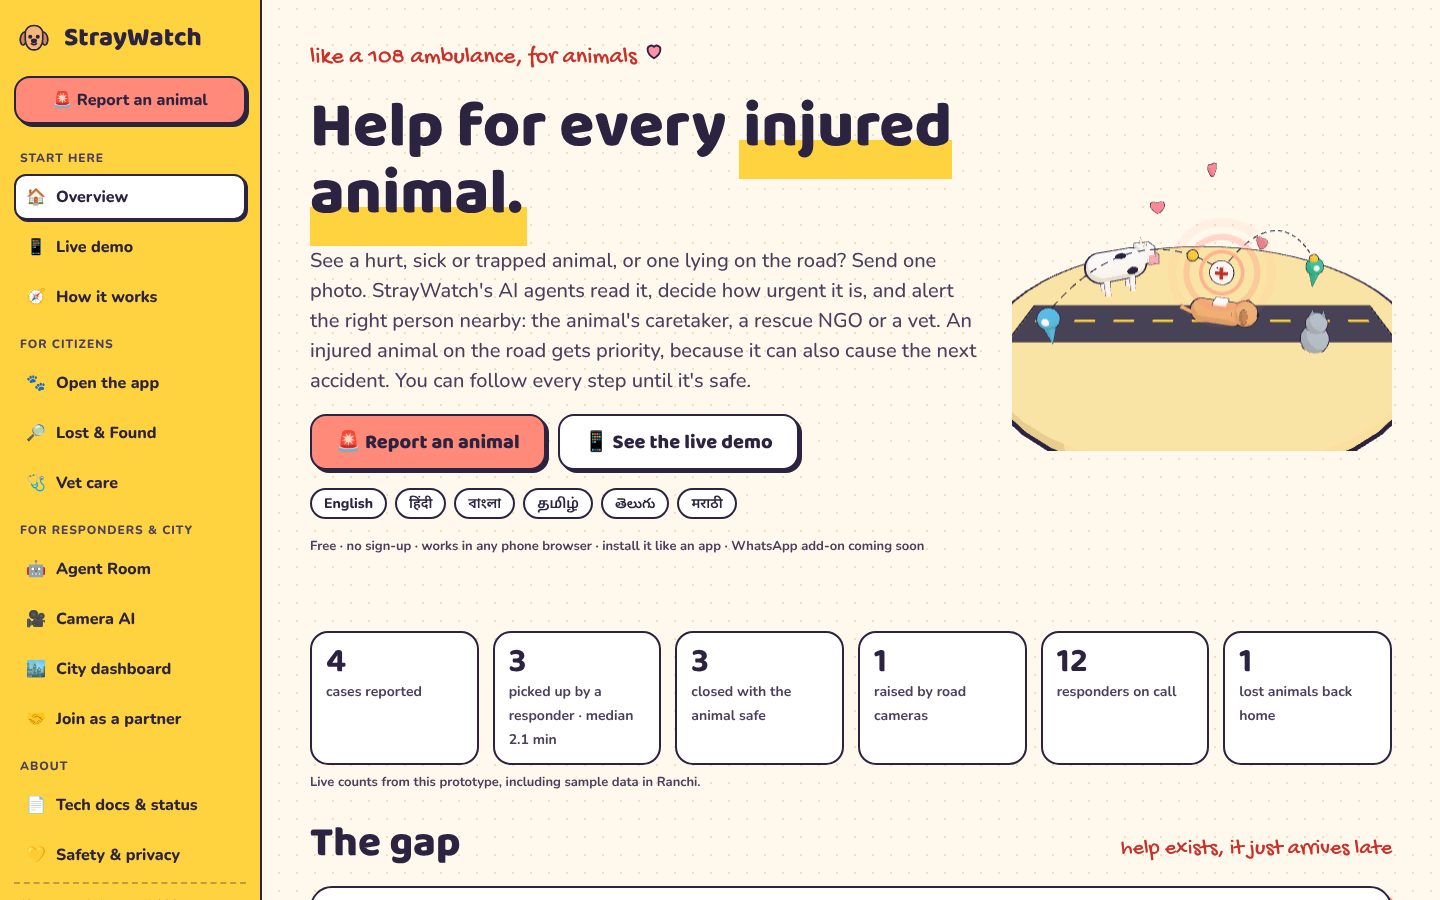 StrayWatch
Report an animal
START HERE
Overview
Live demo
How it works
FOR CITIZENS
Open the app
Lost & Found
Vet care
FOR RESPONDERS & CITY
Agent Room
Camera AI
City dashboard
Join as a partner
ABOUT
Tech docs & status
Safety & privacy
like a 108 ambulance, for animals
Help for every injured
animal.
See a hurt, sick or trapped animal, or one lying on the road? Send one
photo. StrayWatch's AI agents read it, decide how urgent it is, and alert
the right person nearby: the animal's caretaker, a rescue NGO or a vet. An
injured animal on the road gets priority, because it can also cause the next
accident. You can follow every step until it's safe.
Report an animal
See the live demo
English हिंदी বাংলা தமிழ் తెలుగు मराठी
Free · no sign-up · works in any phone browser · install it like an app · WhatsApp add-on coming soon
4
cases reported
3
picked up by a
responder · median
2.1 min
3
closed with the
animal safe
1
raised by road
cameras
12
responders on call
1
lost animals back
home
Live counts from this prototype, including sample data in Ranchi.
The gap
help exists, it just arrives late